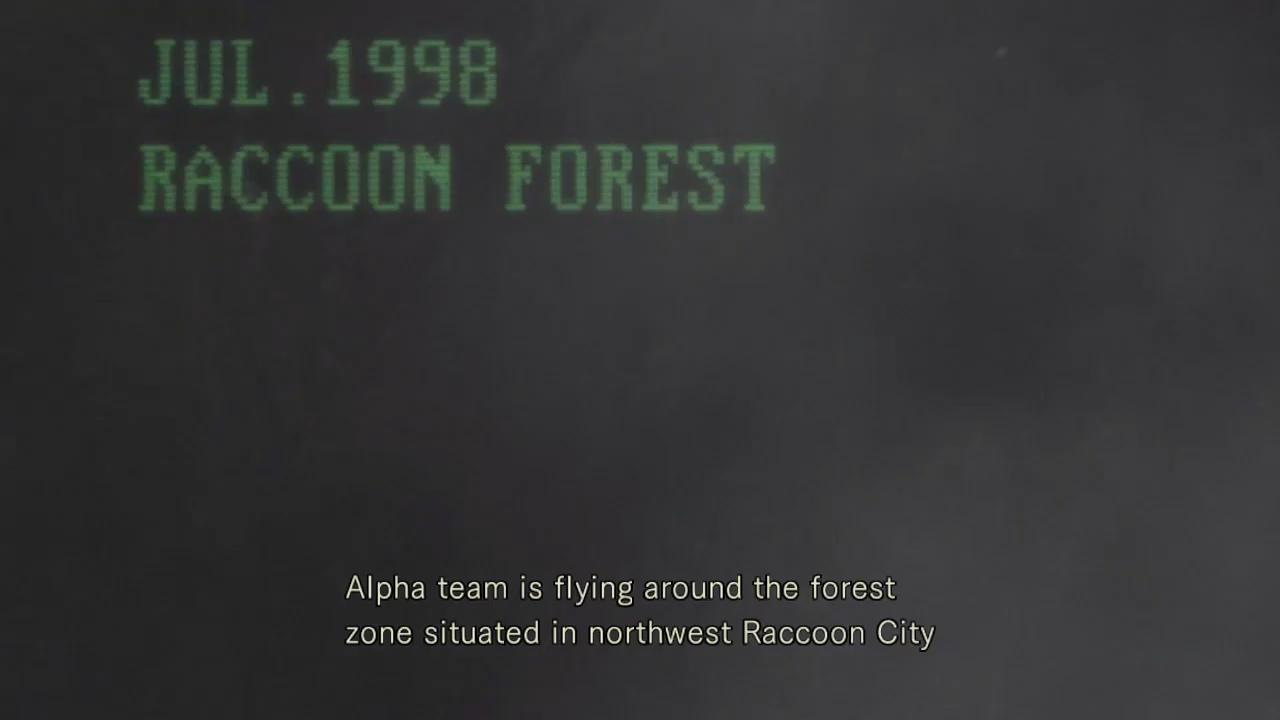 JUL.1998
RACCOON FOREST
Alpha team is flying around the forest
zone situated in northwest Raccoon City